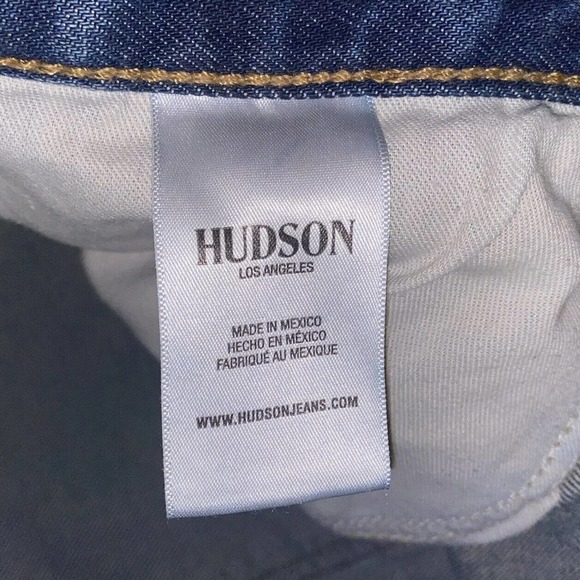 HUDSON
LOS ANGELES
MADE IN MEXICO
HECHO EN MÉXICO
FABRIQUÉ AU MEXIQUE
WWW.HUDSONJEANS.COM